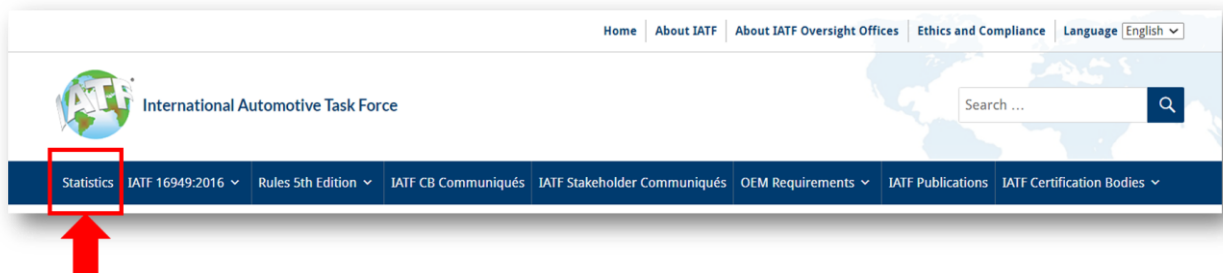 Home About IATF About IATF Oversight Offices Ethics and Compliance Language English
IATF
International Automotive Task Force
Search ...
Statistics IATF 16949:2016 Rules 5th Edition IATF CB Communiqués IATF Stakeholder Communiqués OEM Requirements IATF Publications IATF Certification Bodies